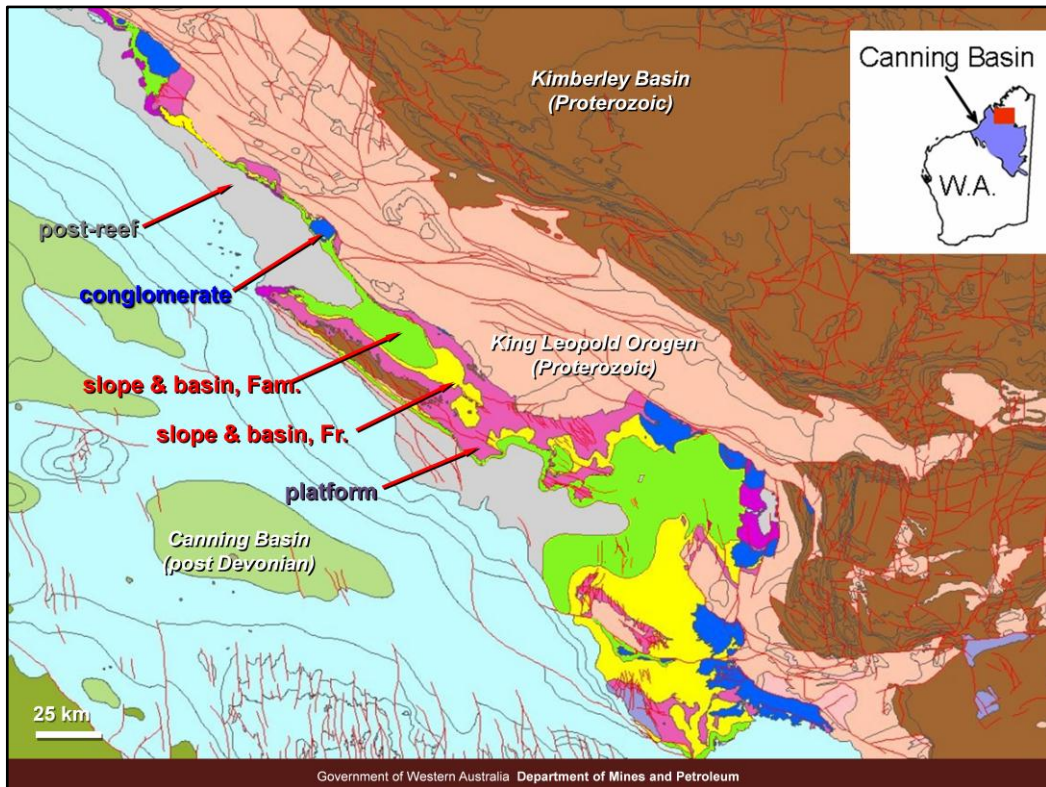 Kimberley Basin
(Proterozoic)
Canning Basin
W.A.
post-reef
conglomerate
King Leopold Orogen
(Proterozoic)
slope & basin, Fam.
slope & basin, Fr.
platform
Canning Basin
(post Devonian)
25 km
Government of Western Australia Department of Mines and Petroleum